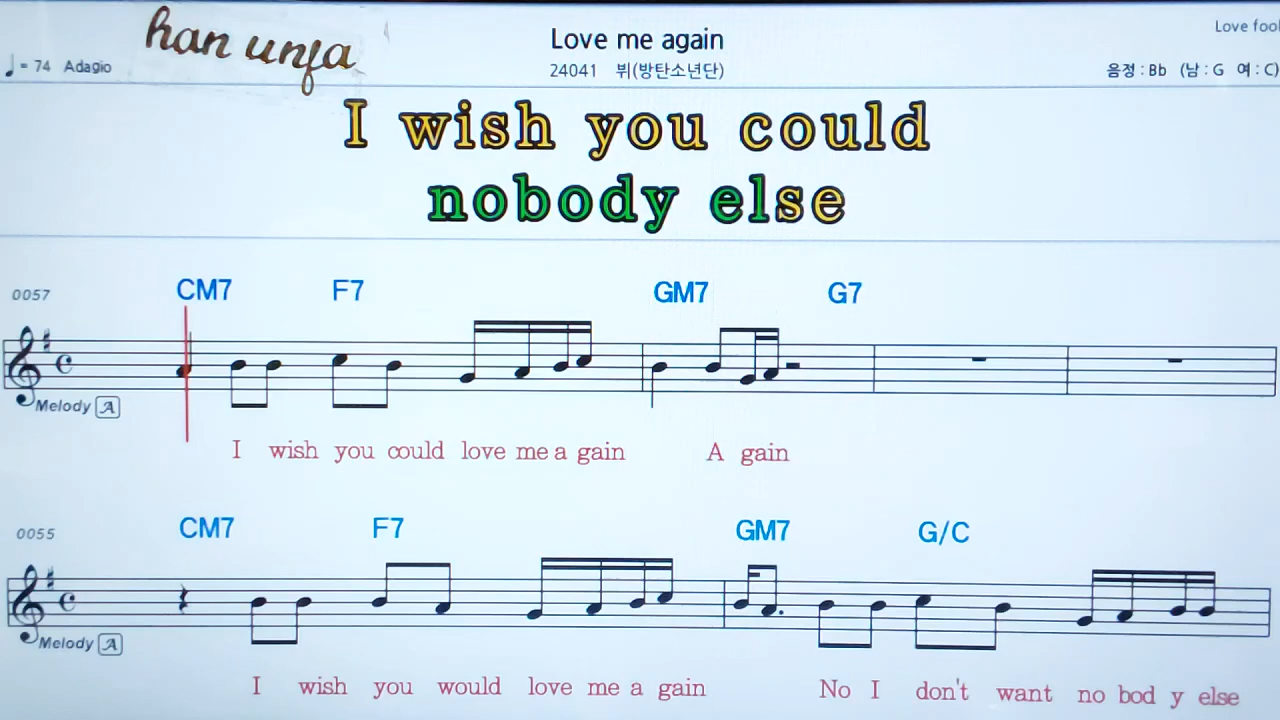 han unfa
Love me again
Love fool
♩= 74 Adagio
24041 뷔(방탄소년단)
음정 : Bb (남 : G 여 : C)
I wish you could
nobody else
0057 CM7 F7 GM7 G7
Melody A
I wish you could love me a gain A gain
0055 CM7 F7 GM7 G/C
Melody A
I wish you would love me a gain No I don't want no bod y else